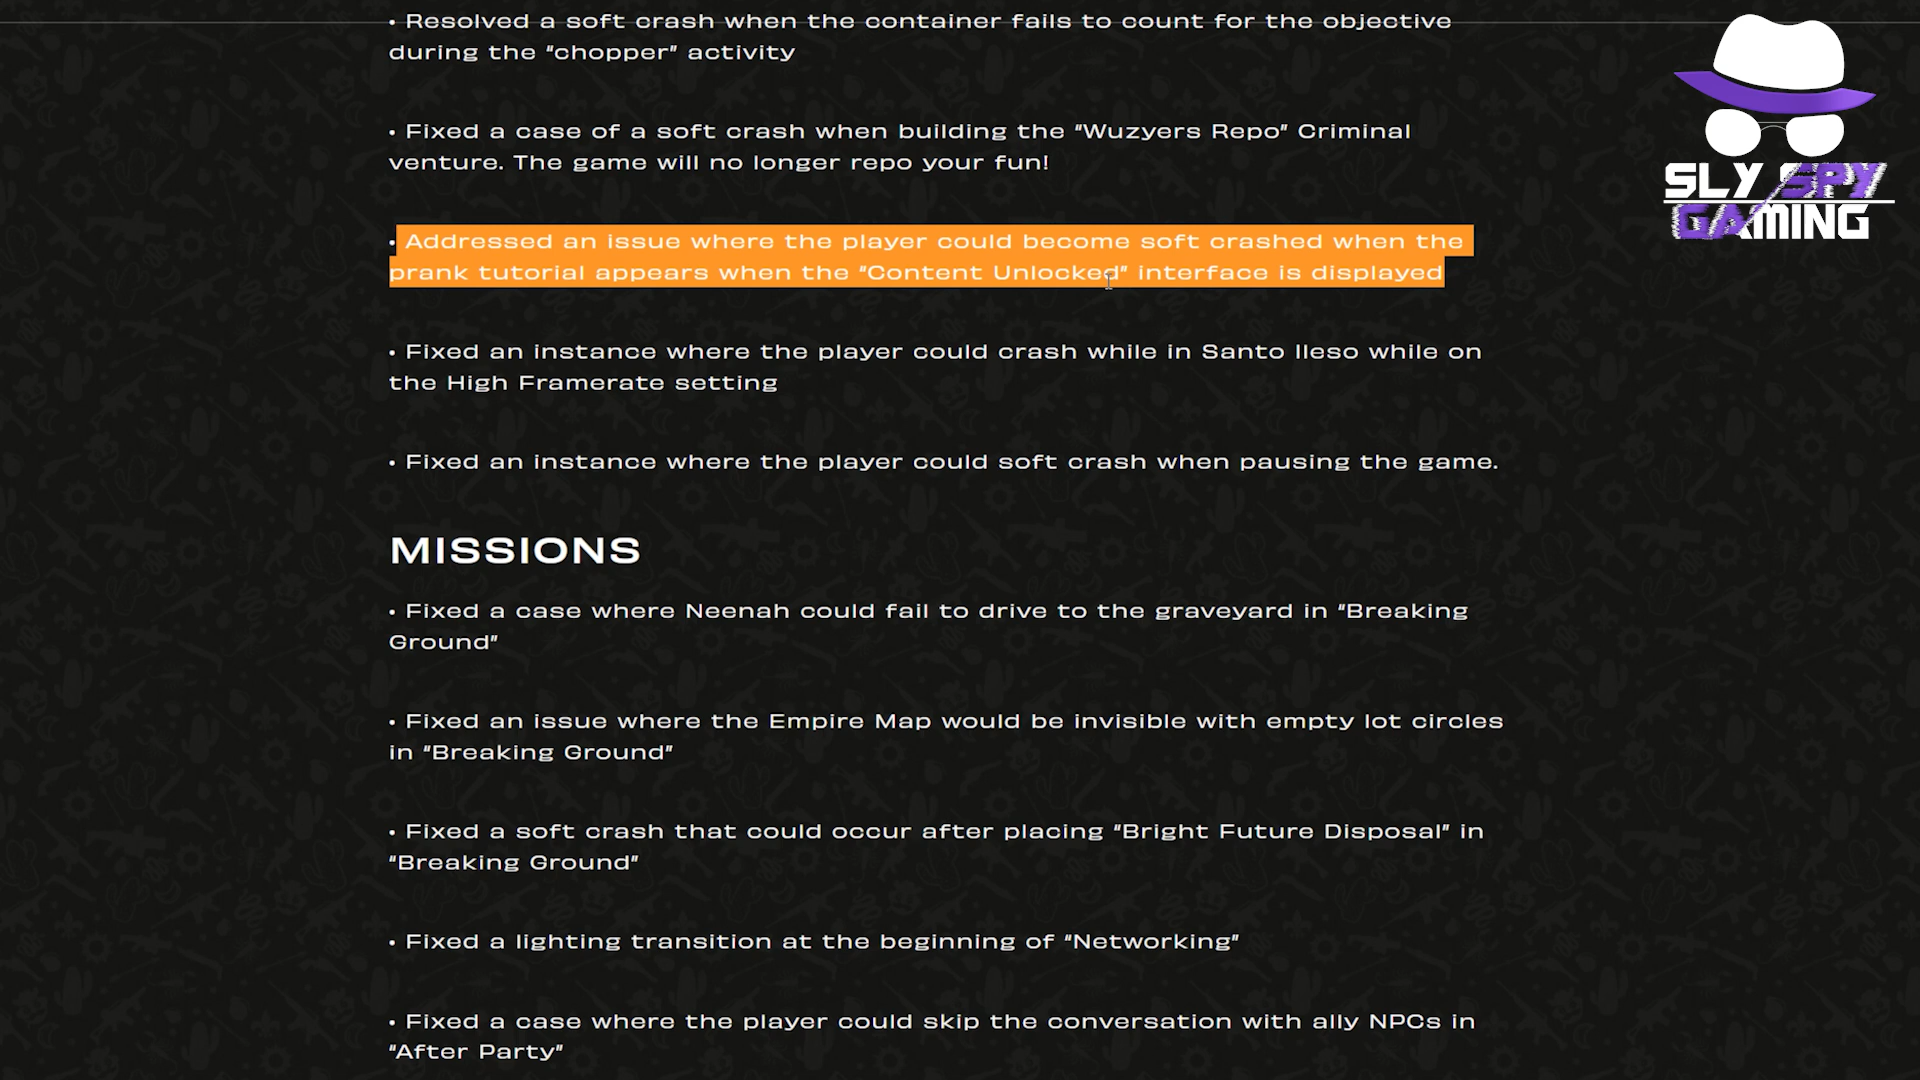 • Resolved a soft crash when the container fails to count for the objective
during the “chopper” activity
• Fixed a case of a soft crash when building the “Wuzyers Repo” Criminal
venture. The game will no longer repo your fun!
• Addressed an issue where the player could become soft crashed when the
prank tutorial appears when the “Content Unlocked” interface is displayed
• Fixed an instance where the player could crash while in Santo Ileso while on
the High Framerate setting
• Fixed an instance where the player could soft crash when pausing the game.
MISSIONS
• Fixed a case where Neenah could fail to drive to the graveyard in “Breaking
Ground”
• Fixed an issue where the Empire Map would be invisible with empty lot circles
in “Breaking Ground”
• Fixed a soft crash that could occur after placing “Bright Future Disposal” in
“Breaking Ground”
• Fixed a lighting transition at the beginning of “Networking”
• Fixed a case where the player could skip the conversation with ally NPCs in
“After Party”
SLY SPY
GAMING